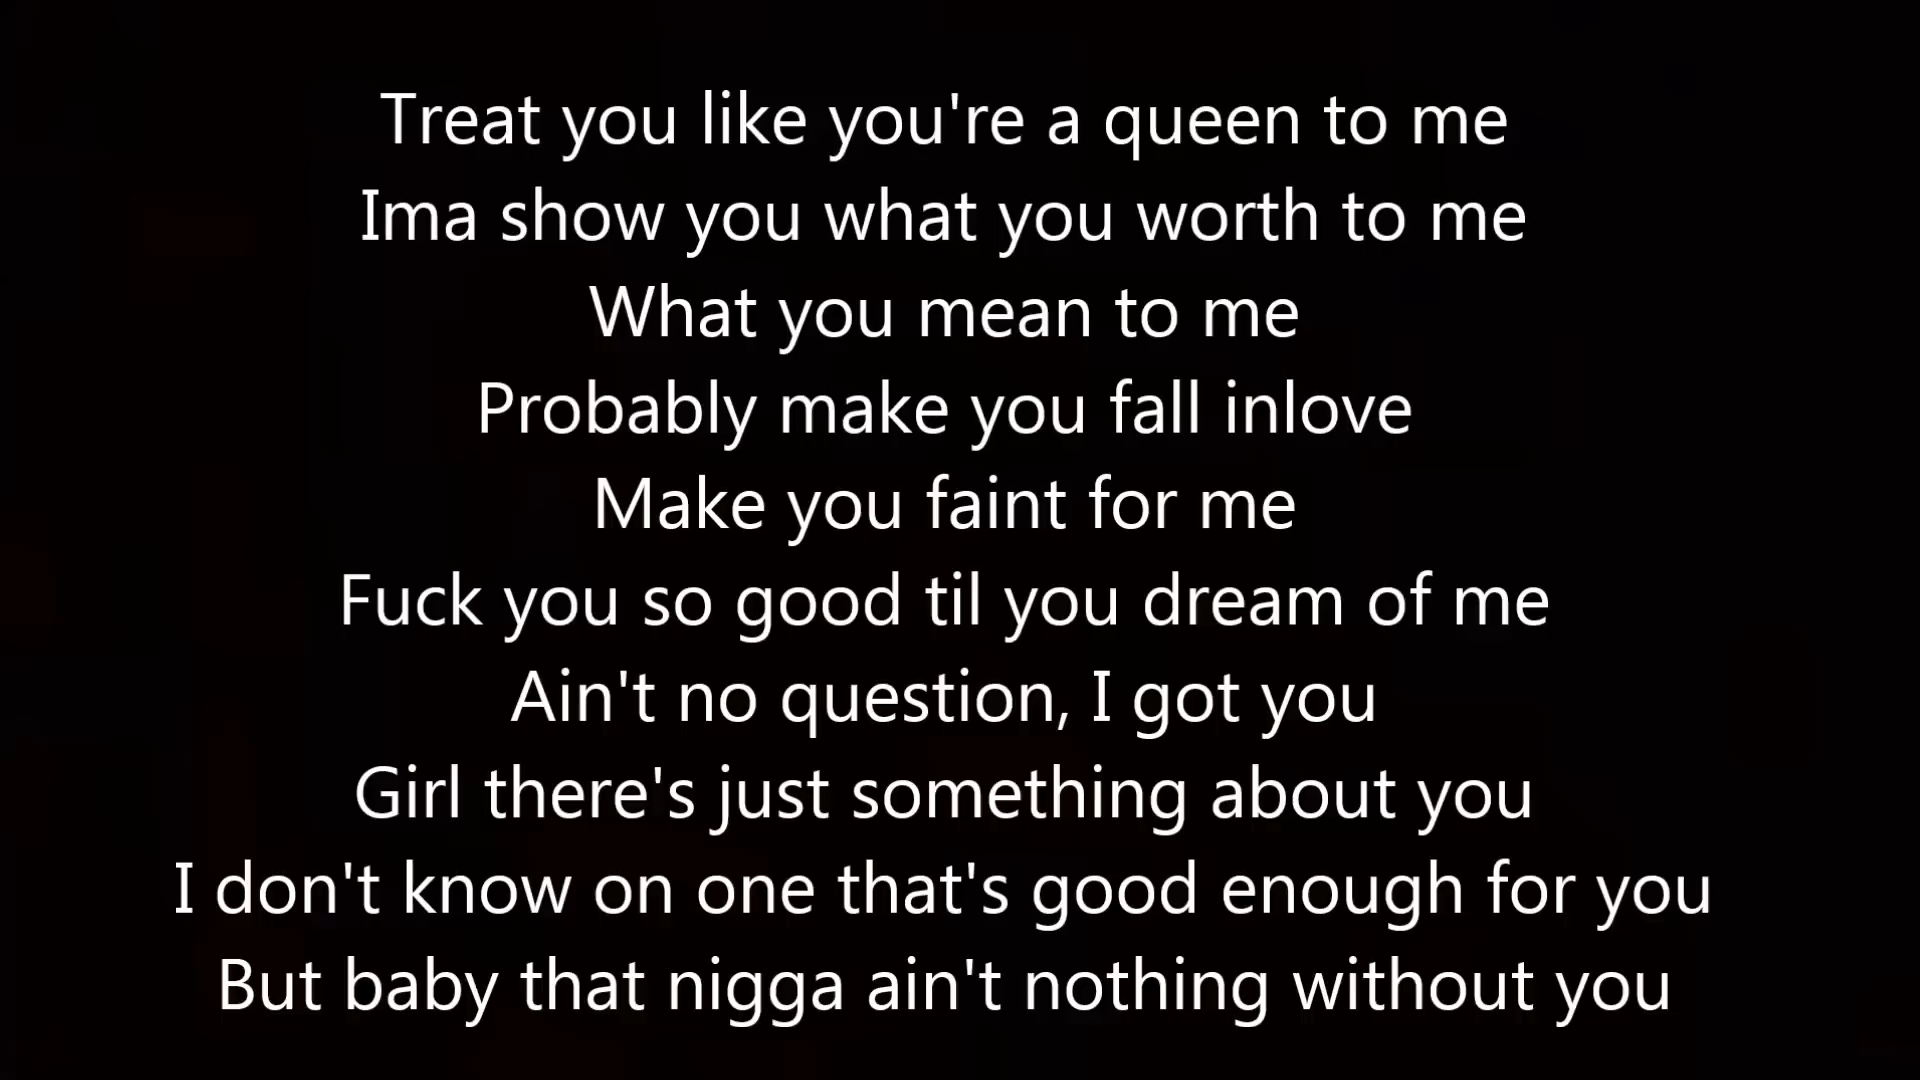 Treat you like you're a queen to me
Ima show you what you worth to me
What you mean to me
Probably make you fall inlove
Make you faint for me
Fuck you so good til you dream of me
Ain't no question, I got you
Girl there's just something about you
I don't know on one that's good enough for you
But baby that nigga ain't nothing without you